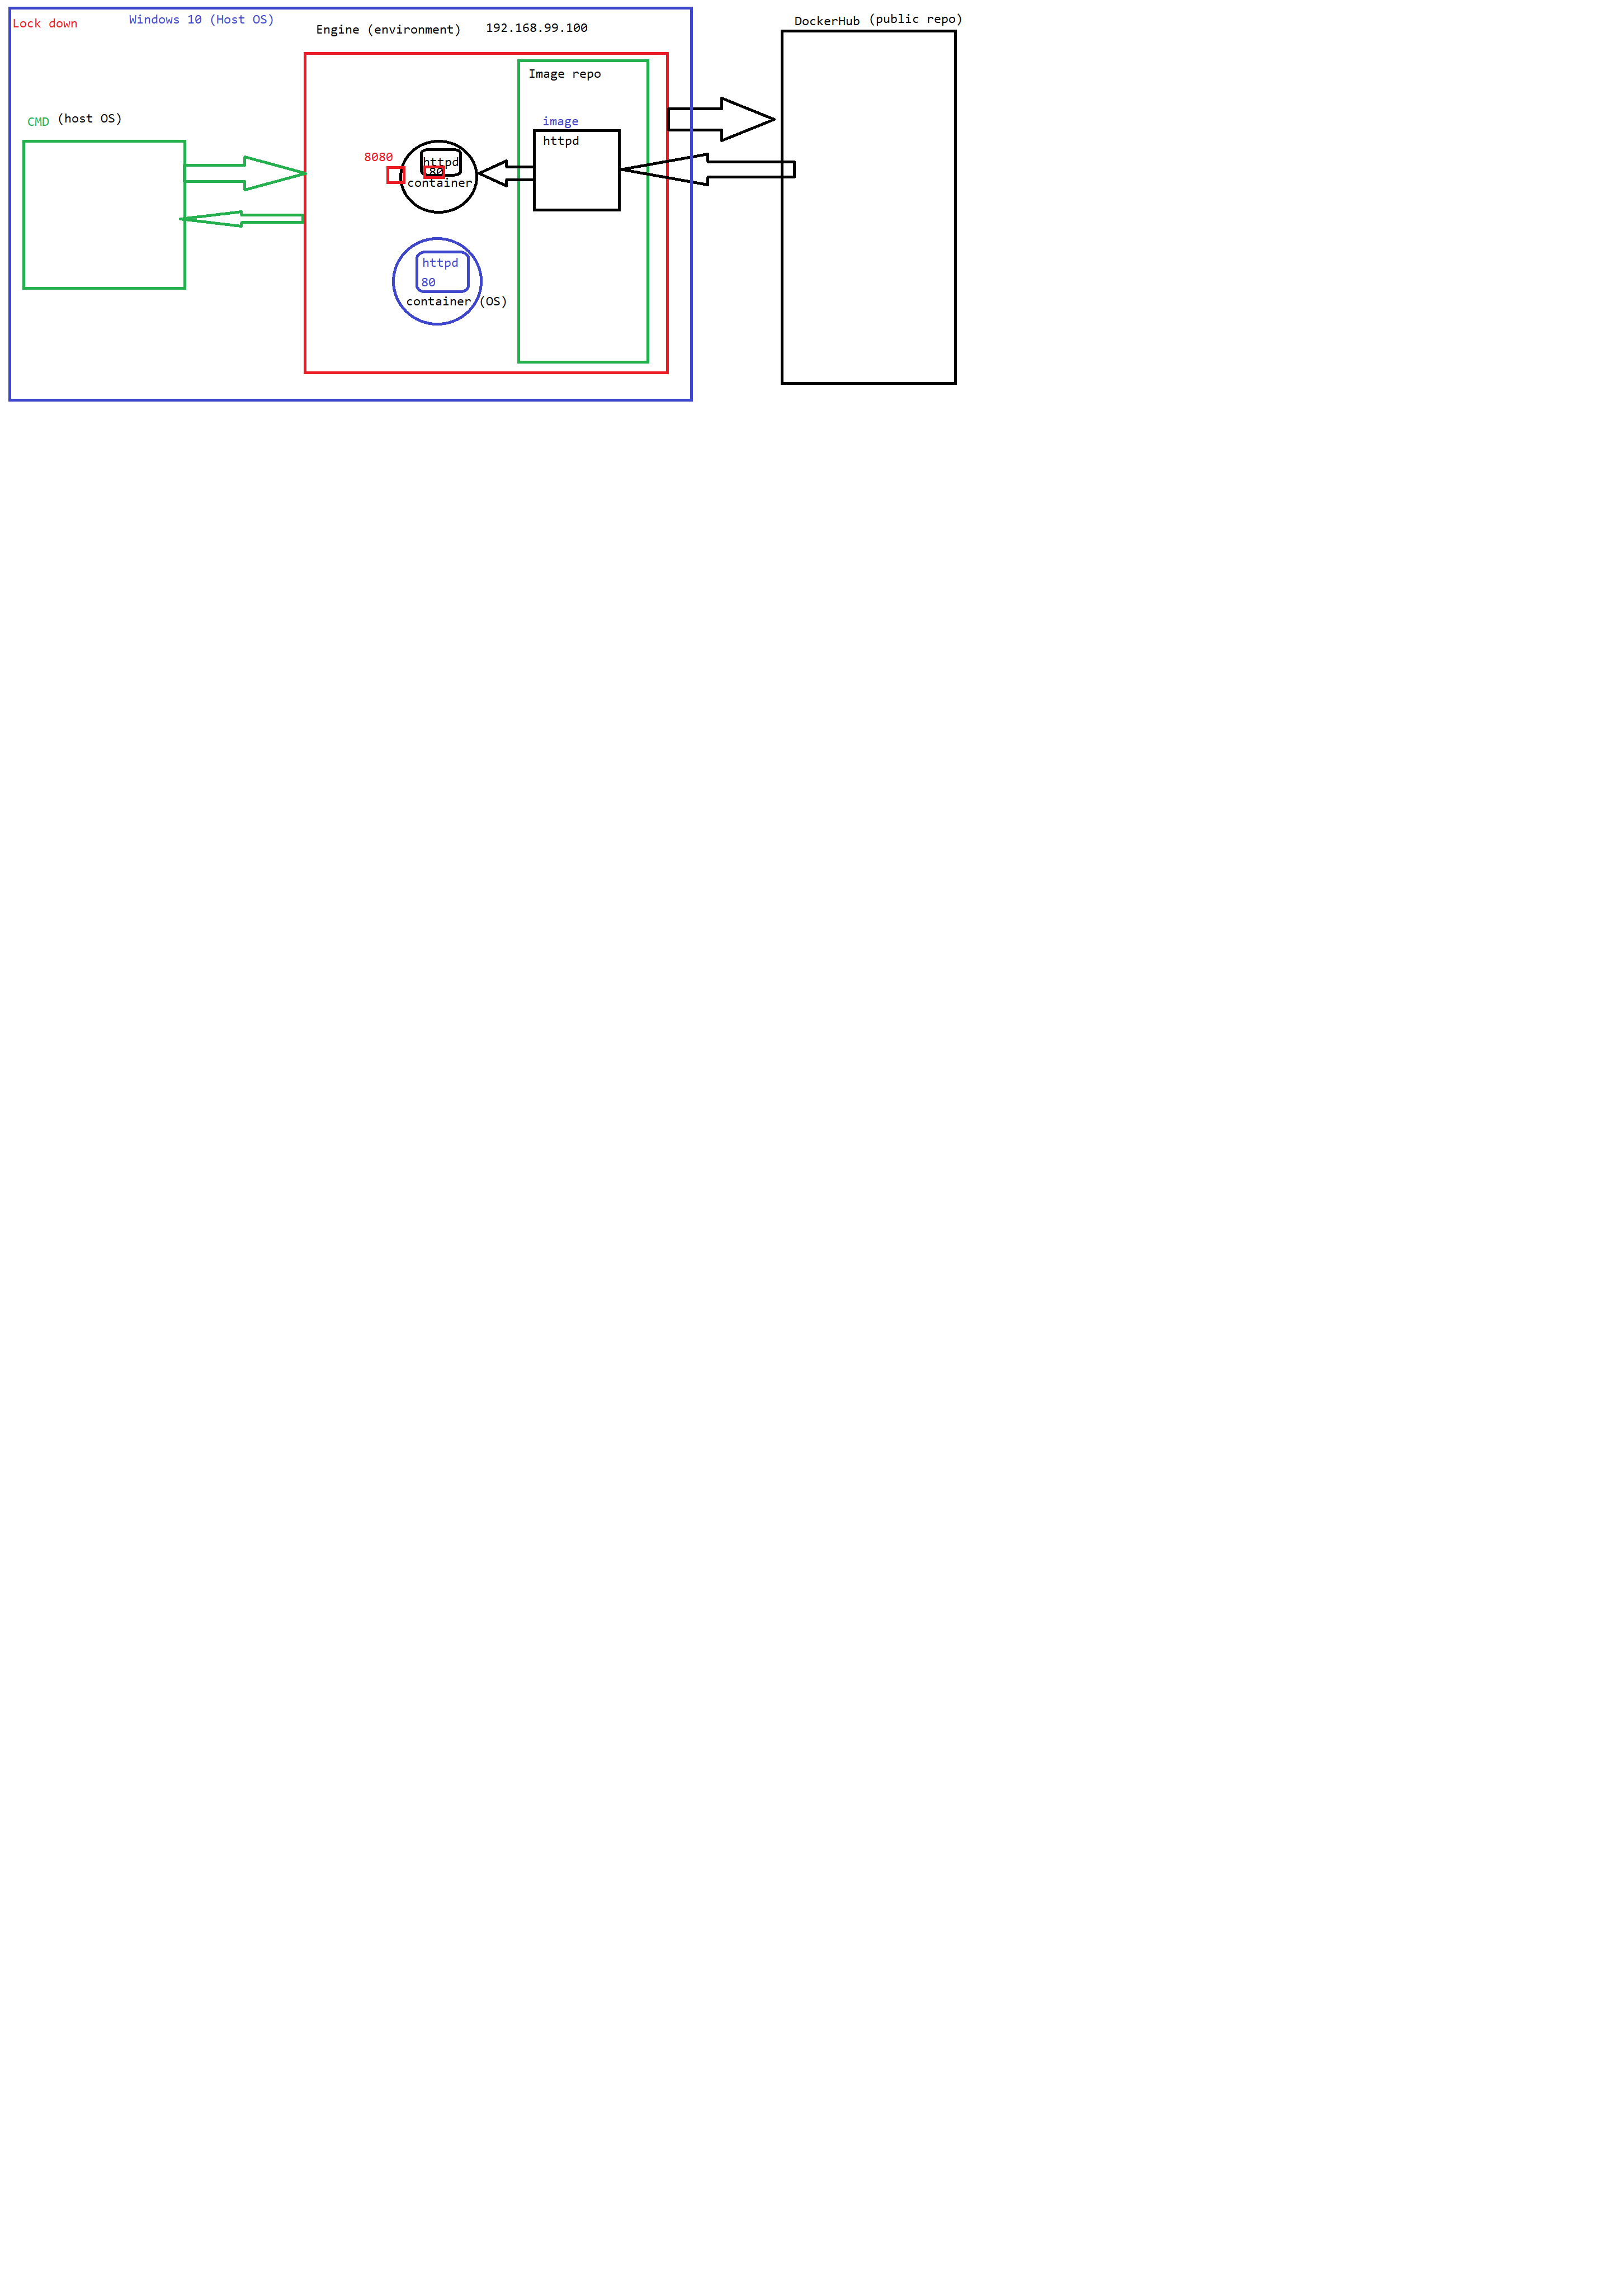 Lock down
Windows 10 (Host OS)
Engine (environment)
192.168.99.100
DockerHub (public repo)
Image repo
CMD (host OS)
image
httpd
8080
httpd
80
container
httpd
80
container (OS)